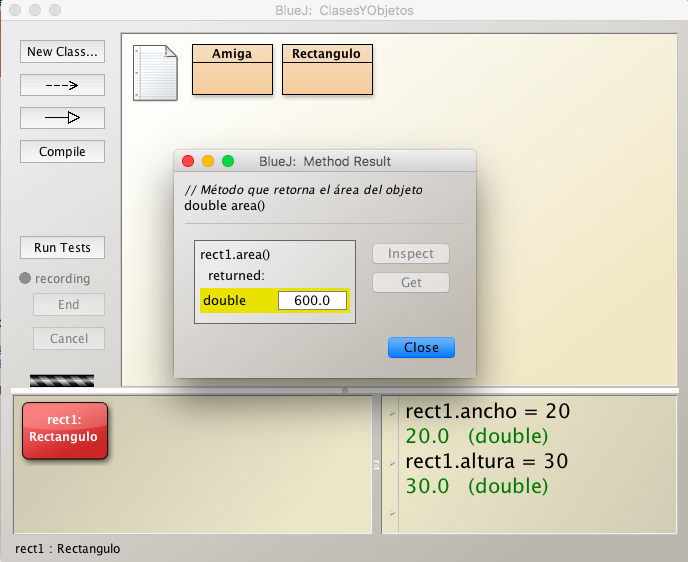 BlueJ: ClasesYObjetos
New Class...
Compile
Run Tests
recording
End
Cancel
Amiga
Rectangulo
BlueJ: Method Result
// Método que retorna el área del objeto
double area()
rect1.area()
returned:
double 600.0
Inspect
Get
Close
rect1:
Rectangulo
rect1.ancho = 20
20.0 (double)
rect1.altura = 30
30.0 (double)
rect1 : Rectangulo